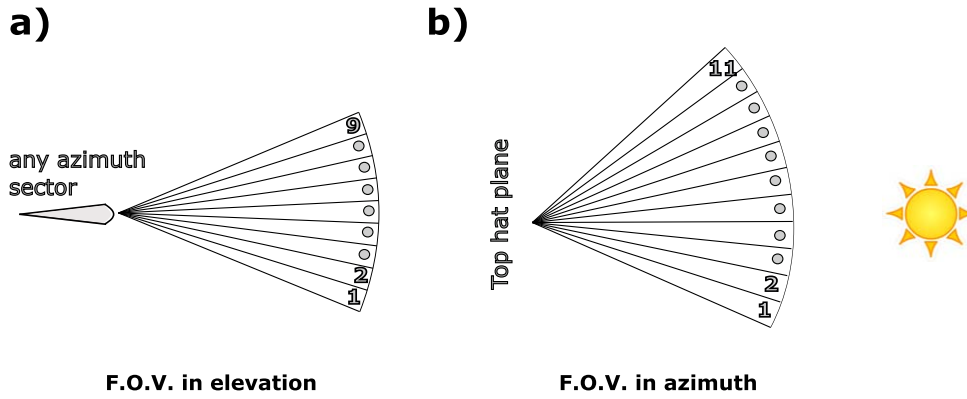 a)
any azimuth
sector
9
2
1
F.O.V. in elevation
b)
Top hat plane
11
2
1
F.O.V. in azimuth